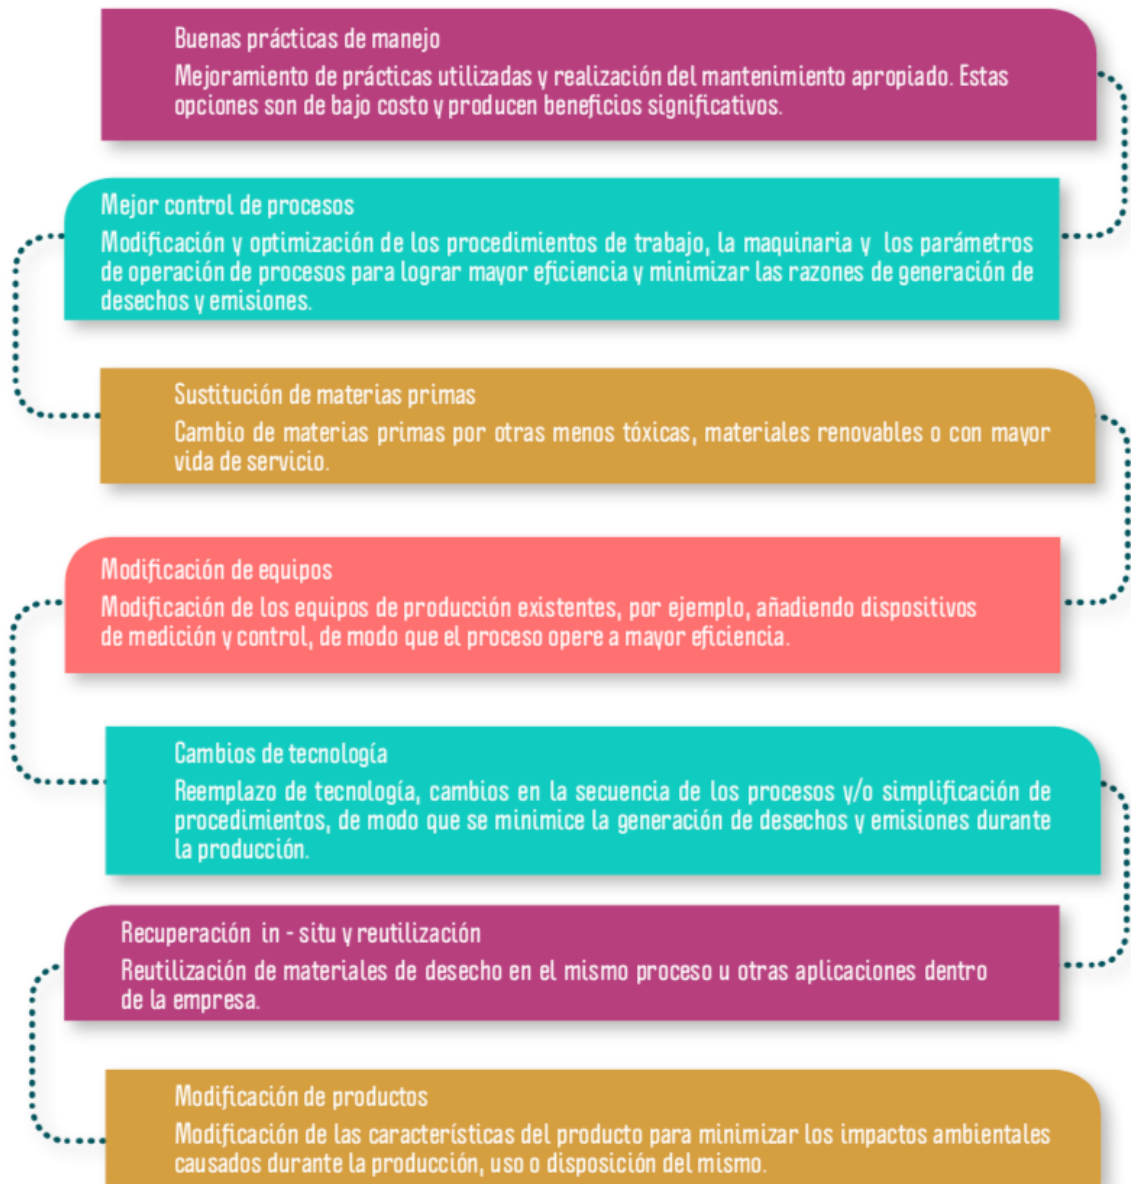 Buenas prácticas de manejo
Mejoramiento de prácticas utilizadas y realización del mantenimiento apropiado. Estas
opciones son de bajo costo y producen beneficios significativos.
Mejor control de procesos
Modificación y optimización de los procedimientos de trabajo, la maquinaria y los parámetros
de operación de procesos para lograr mayor eficiencia y minimizar las razones de generación de
desechos y emisiones.
Sustitución de materias primas
Cambio de materias primas por otras menos tóxicas, materiales renovables o con mayor
vida de servicio.
Modificación de equipos
Modificación de los equipos de producción existentes, por ejemplo, añadiendo dispositivos
de medición y control, de modo que el proceso opere a mayor eficiencia.
Cambios de tecnología
Reemplazo de tecnología, cambios en la secuencia de los procesos y/o simplificación de
procedimientos, de modo que se minimice la generación de desechos y emisiones durante
la producción.
Recuperación in - situ y reutilización
Reutilización de materiales de desecho en el mismo proceso u otras aplicaciones dentro
de la empresa.
Modificación de productos
Modificación de las características del producto para minimizar los impactos ambientales
causados durante la producción, uso o disposición del mismo.